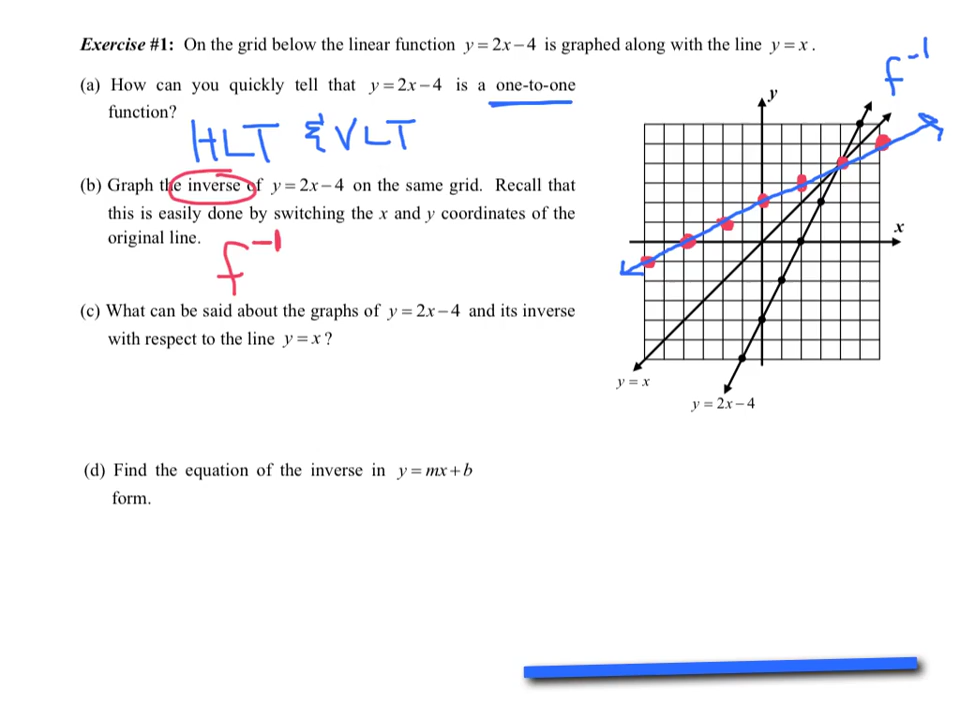 Exercise #1: On the grid below the linear function y = 2x – 4 is graphed along with the line y = x.
(a) How can you quickly tell that y = 2x – 4 is a one-to-one
function?
HLT & VLT
(b) Graph the inverse of y = 2x – 4 on the same grid. Recall that
this is easily done by switching the x and y coordinates of the
original line.
f⁻¹
(c) What can be said about the graphs of y = 2x – 4 and its inverse
with respect to the line y = x?
(d) Find the equation of the inverse in y = mx + b
form.
f⁻¹
y
x
y = x
y = 2x – 4